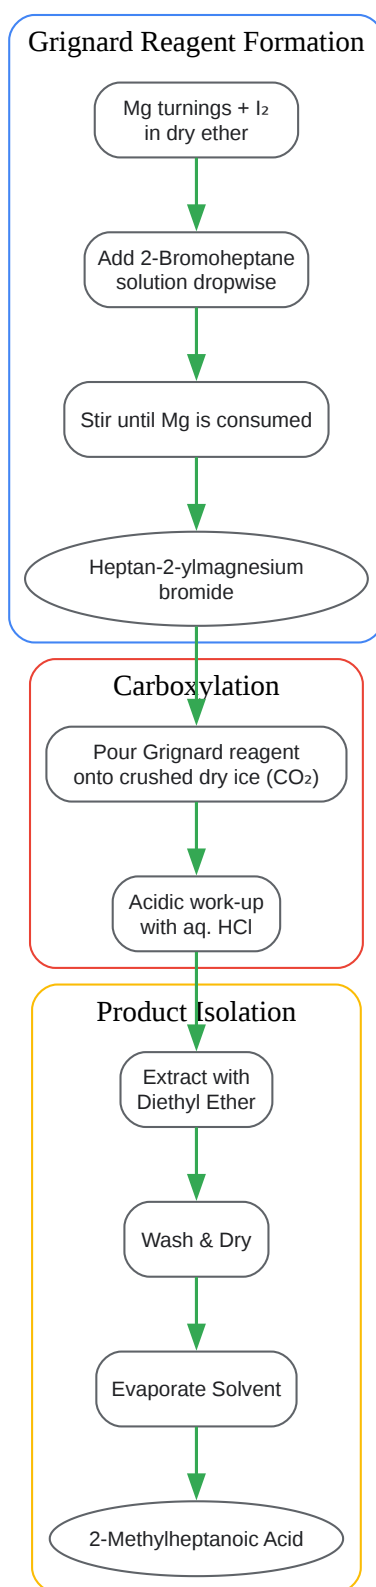 Grignard Reagent Formation
Mg turnings + I₂
in dry ether
Add 2-Bromoheptane
solution dropwise
Stir until Mg is consumed
Heptan-2-ylmagnesium
bromide
Carboxylation
Pour Grignard reagent
onto crushed dry ice (CO₂)
Acidic work-up
with aq. HCl
Product Isolation
Extract with
Diethyl Ether
Wash & Dry
Evaporate Solvent
2-Methylheptanoic Acid